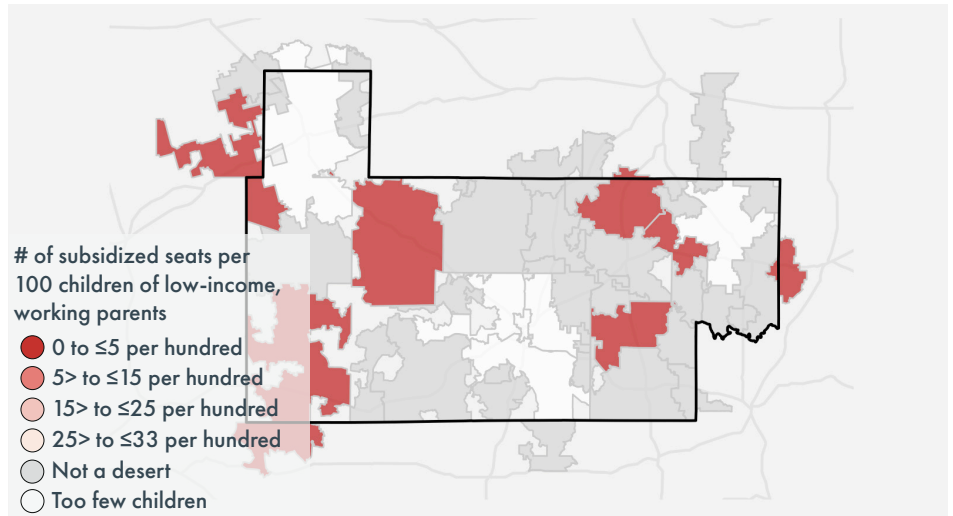 # of subsidized seats per
100 children of low-income,
working parents
0 to ≤5 per hundred
5> to ≤15 per hundred
15> to ≤25 per hundred
25> to ≤33 per hundred
Not a desert
Too few children